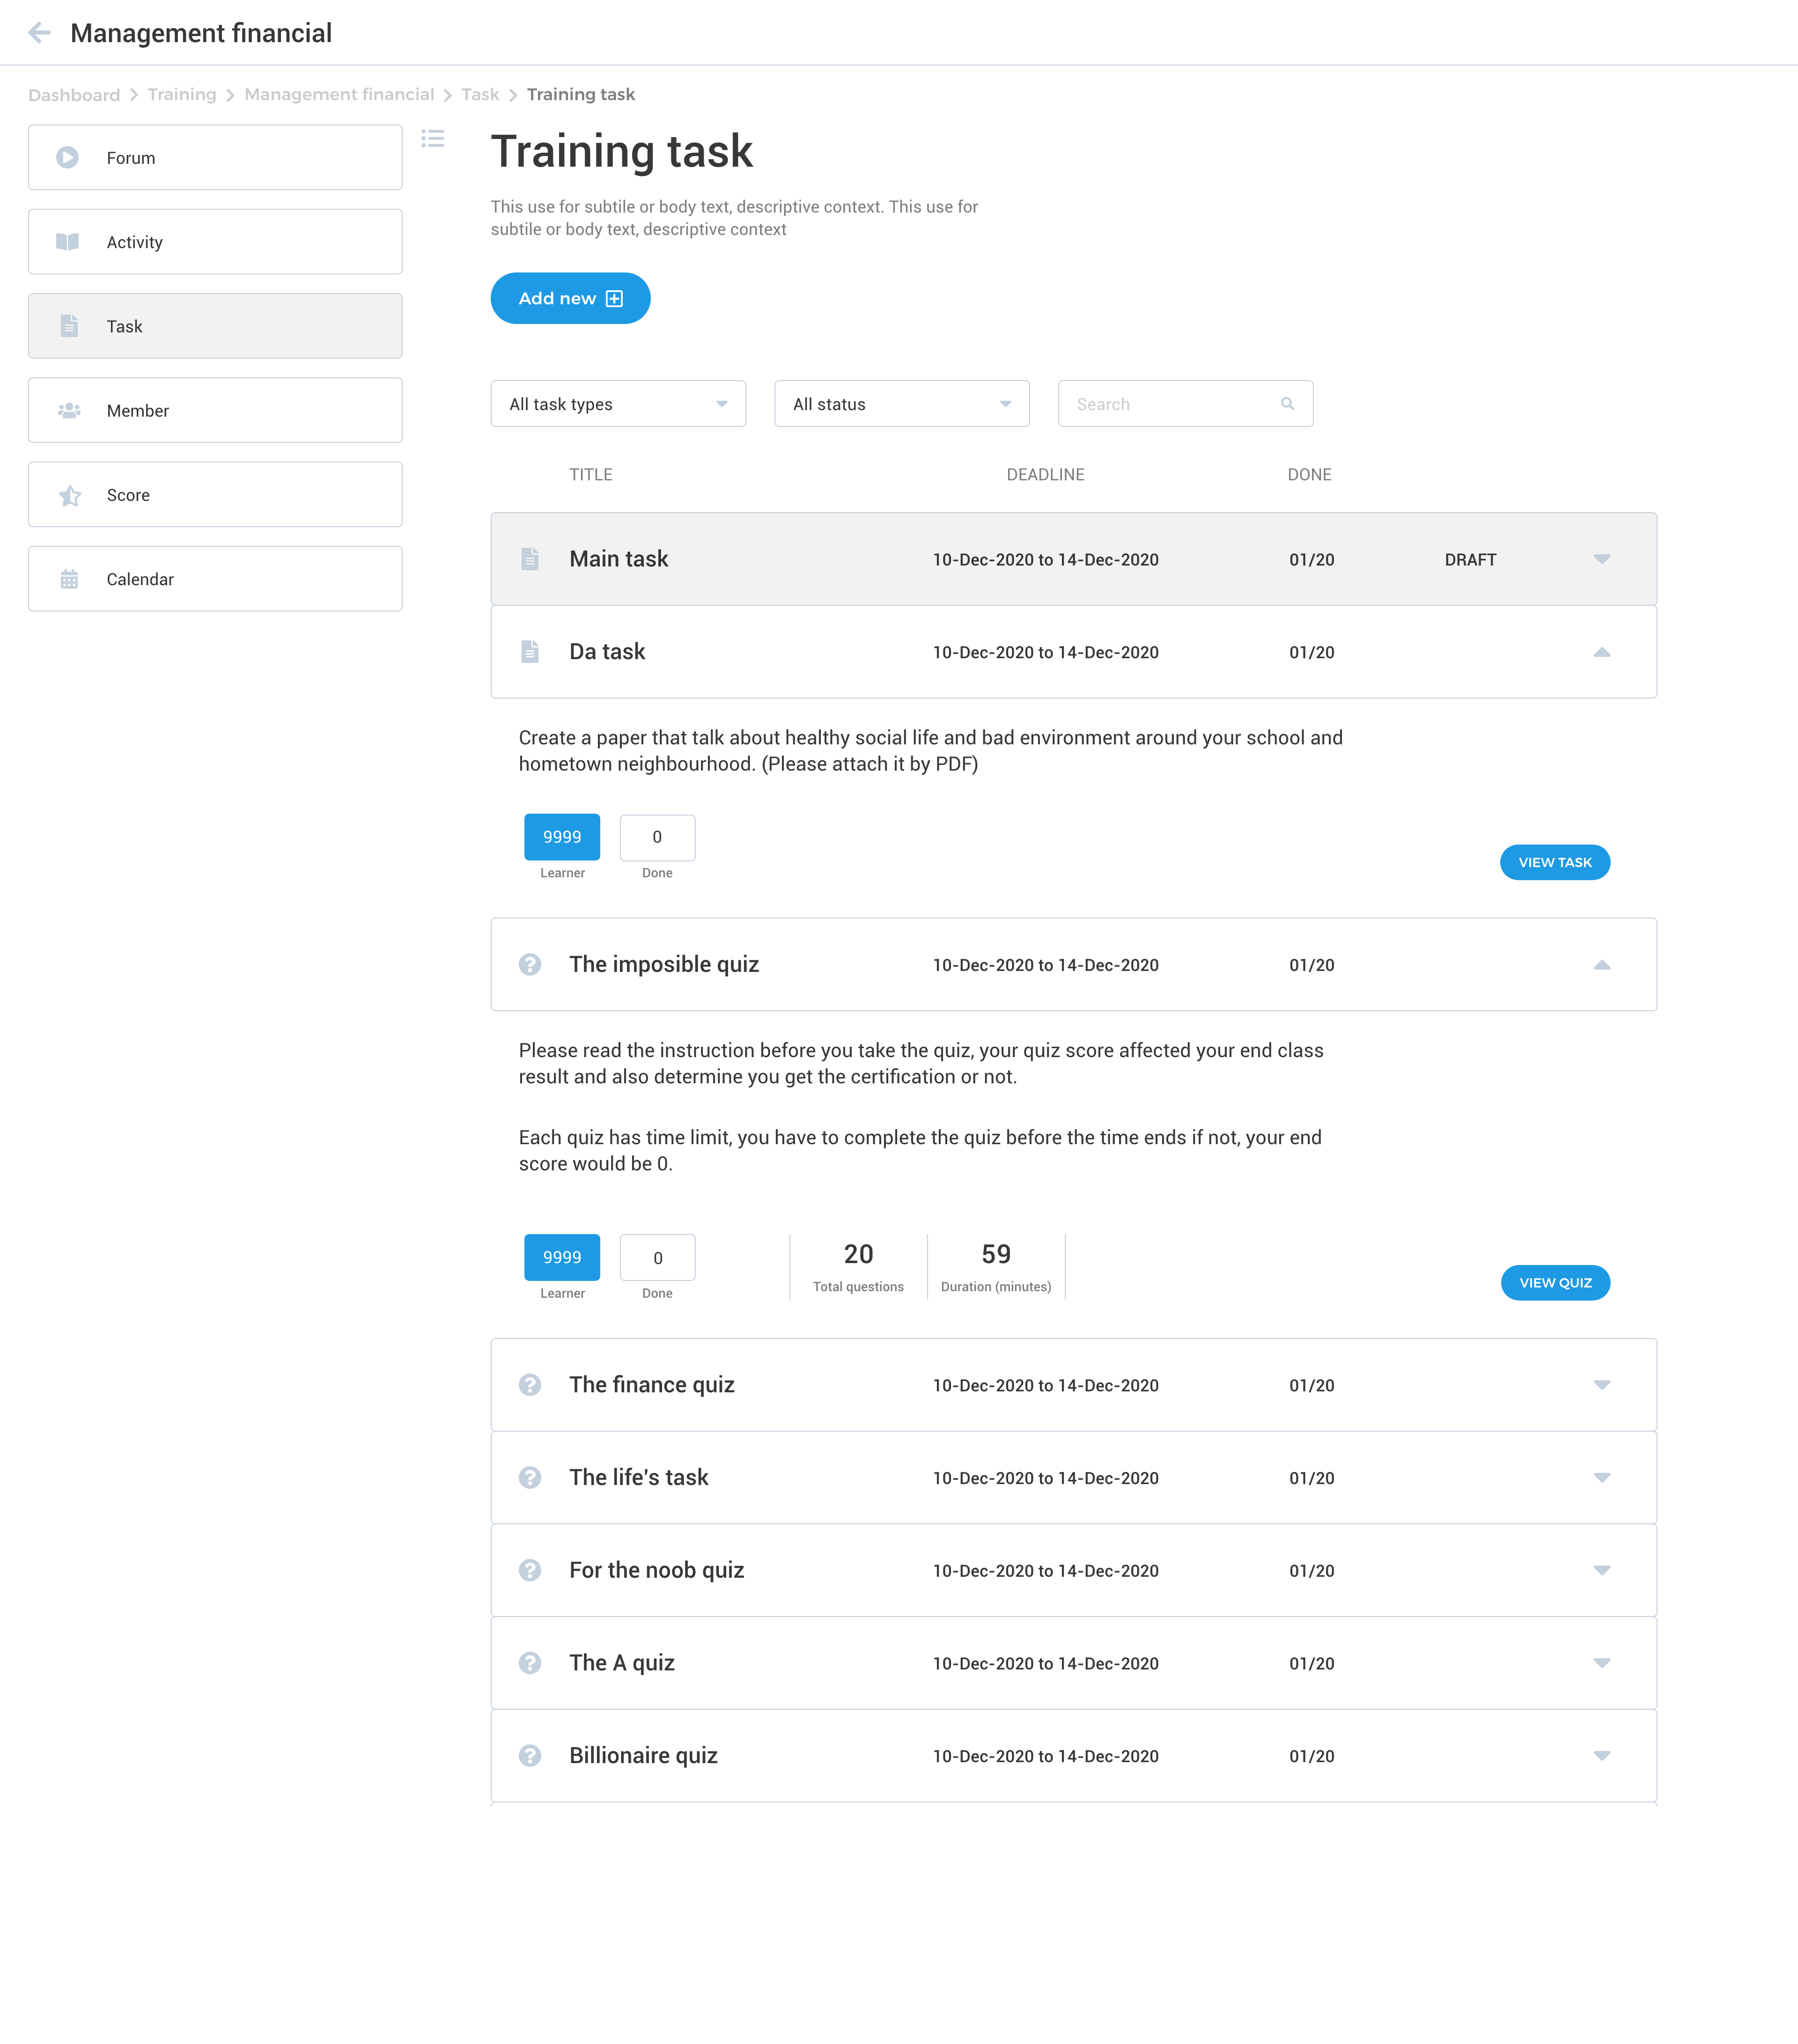 Management financial
Dashboard > Training > Management financial > Task > Training task
Forum
Activity
Task
Member
Score
Calendar
Training task
This use for subtile or body text, descriptive context. This use for
subtile or body text, descriptive context
Add new
All task types
All status
Search
TITLE DEADLINE DONE
Main task 10-Dec-2020 to 14-Dec-2020 01/20 DRAFT
Da task 10-Dec-2020 to 14-Dec-2020 01/20
Create a paper that talk about healthy social life and bad environment around your school and
hometown neighbourhood. (Please attach it by PDF)
9999 0
Learner Done
VIEW TASK
The imposible quiz 10-Dec-2020 to 14-Dec-2020 01/20
Please read the instruction before you take the quiz, your quiz score affected your end class
result and also determine you get the certification or not.
Each quiz has time limit, you have to complete the quiz before the time ends if not, your end
score would be 0.
9999 0 20 59
Learner Done Total questions Duration (minutes)
VIEW QUIZ
The finance quiz 10-Dec-2020 to 14-Dec-2020 01/20
The life's task 10-Dec-2020 to 14-Dec-2020 01/20
For the noob quiz 10-Dec-2020 to 14-Dec-2020 01/20
The A quiz 10-Dec-2020 to 14-Dec-2020 01/20
Billionaire quiz 10-Dec-2020 to 14-Dec-2020 01/20